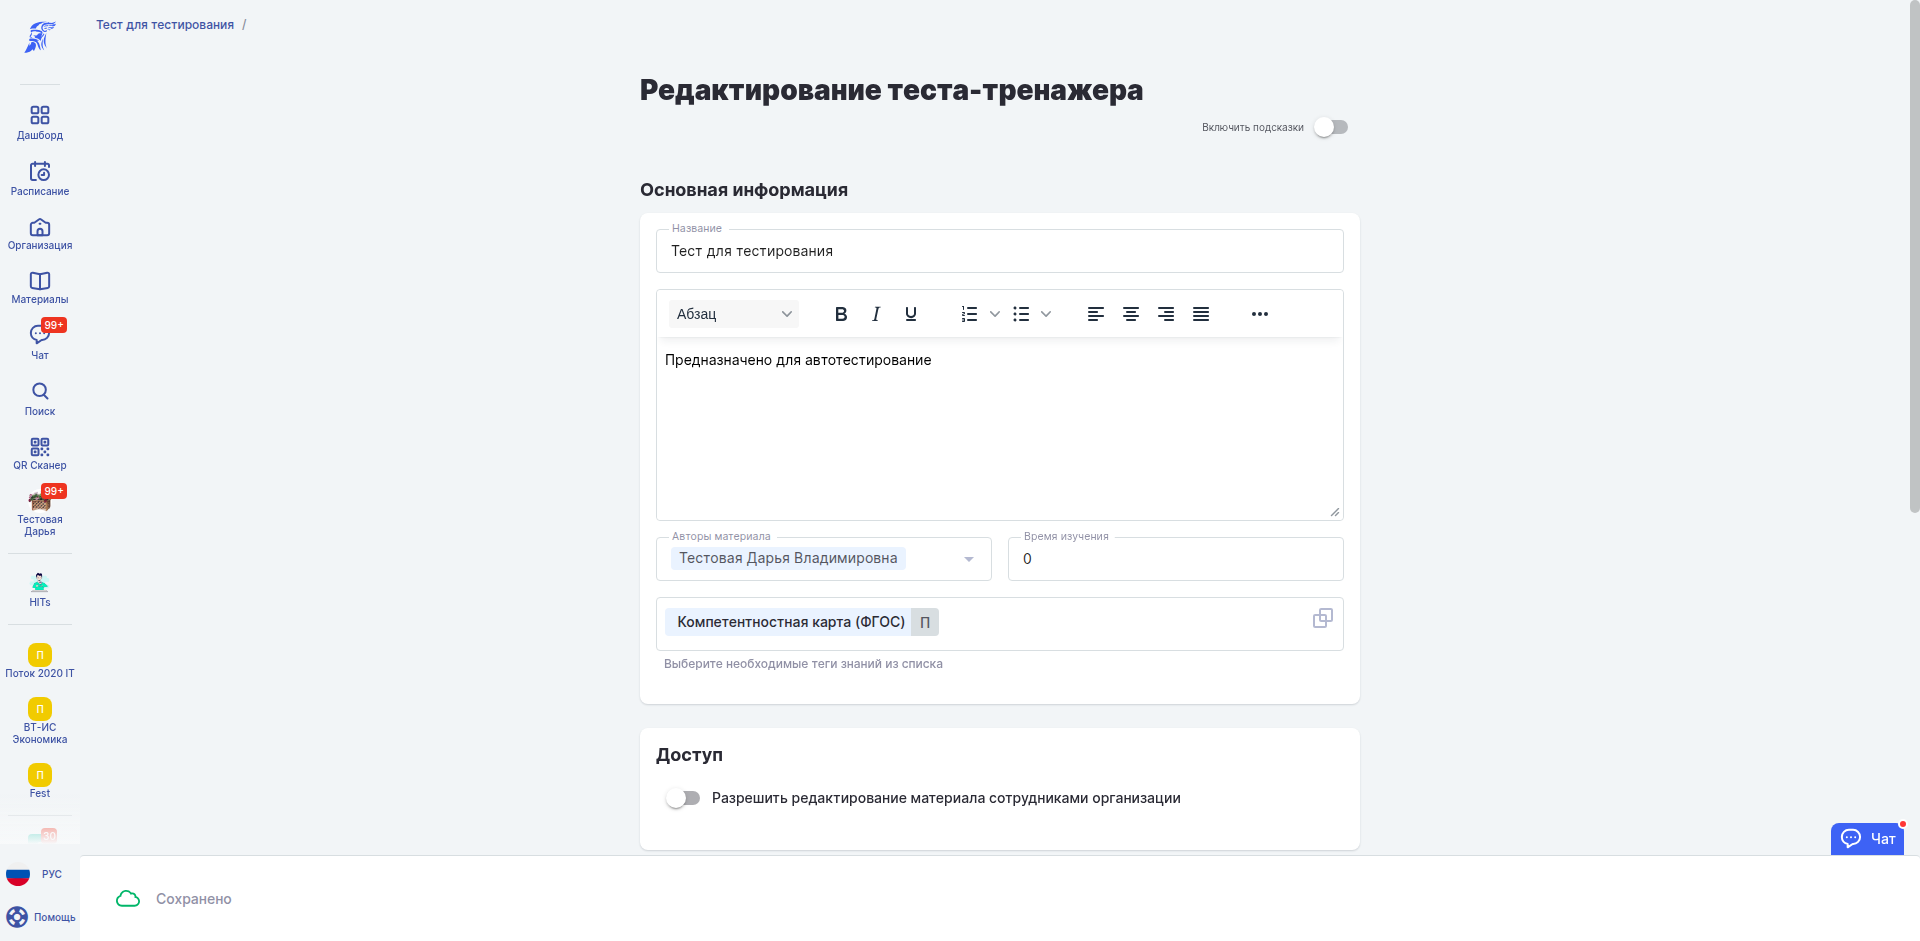 Тест для тестирования /
Дашборд
Расписание
Организация
Материалы
99+
Чат
Поиск
QR Сканер
99+
Тестовая
Дарья
HITs
П
Поток 2020 IT
П
ВТ-ИС
Экономика
П
Fest
30
РУС
Помощь
Редактирование теста-тренажера
Включить подсказки
Основная информация
Название
Тест для тестирования
Абзац
Предназначено для автотестирование
Авторы материала
Тестовая Дарья Владимировна
Время изучения
0
Компетентностная карта (ФГОС) П
Выберите необходимые теги знаний из списка
Доступ
Разрешить редактирование материала сотрудниками организации
Чат
Сохранено